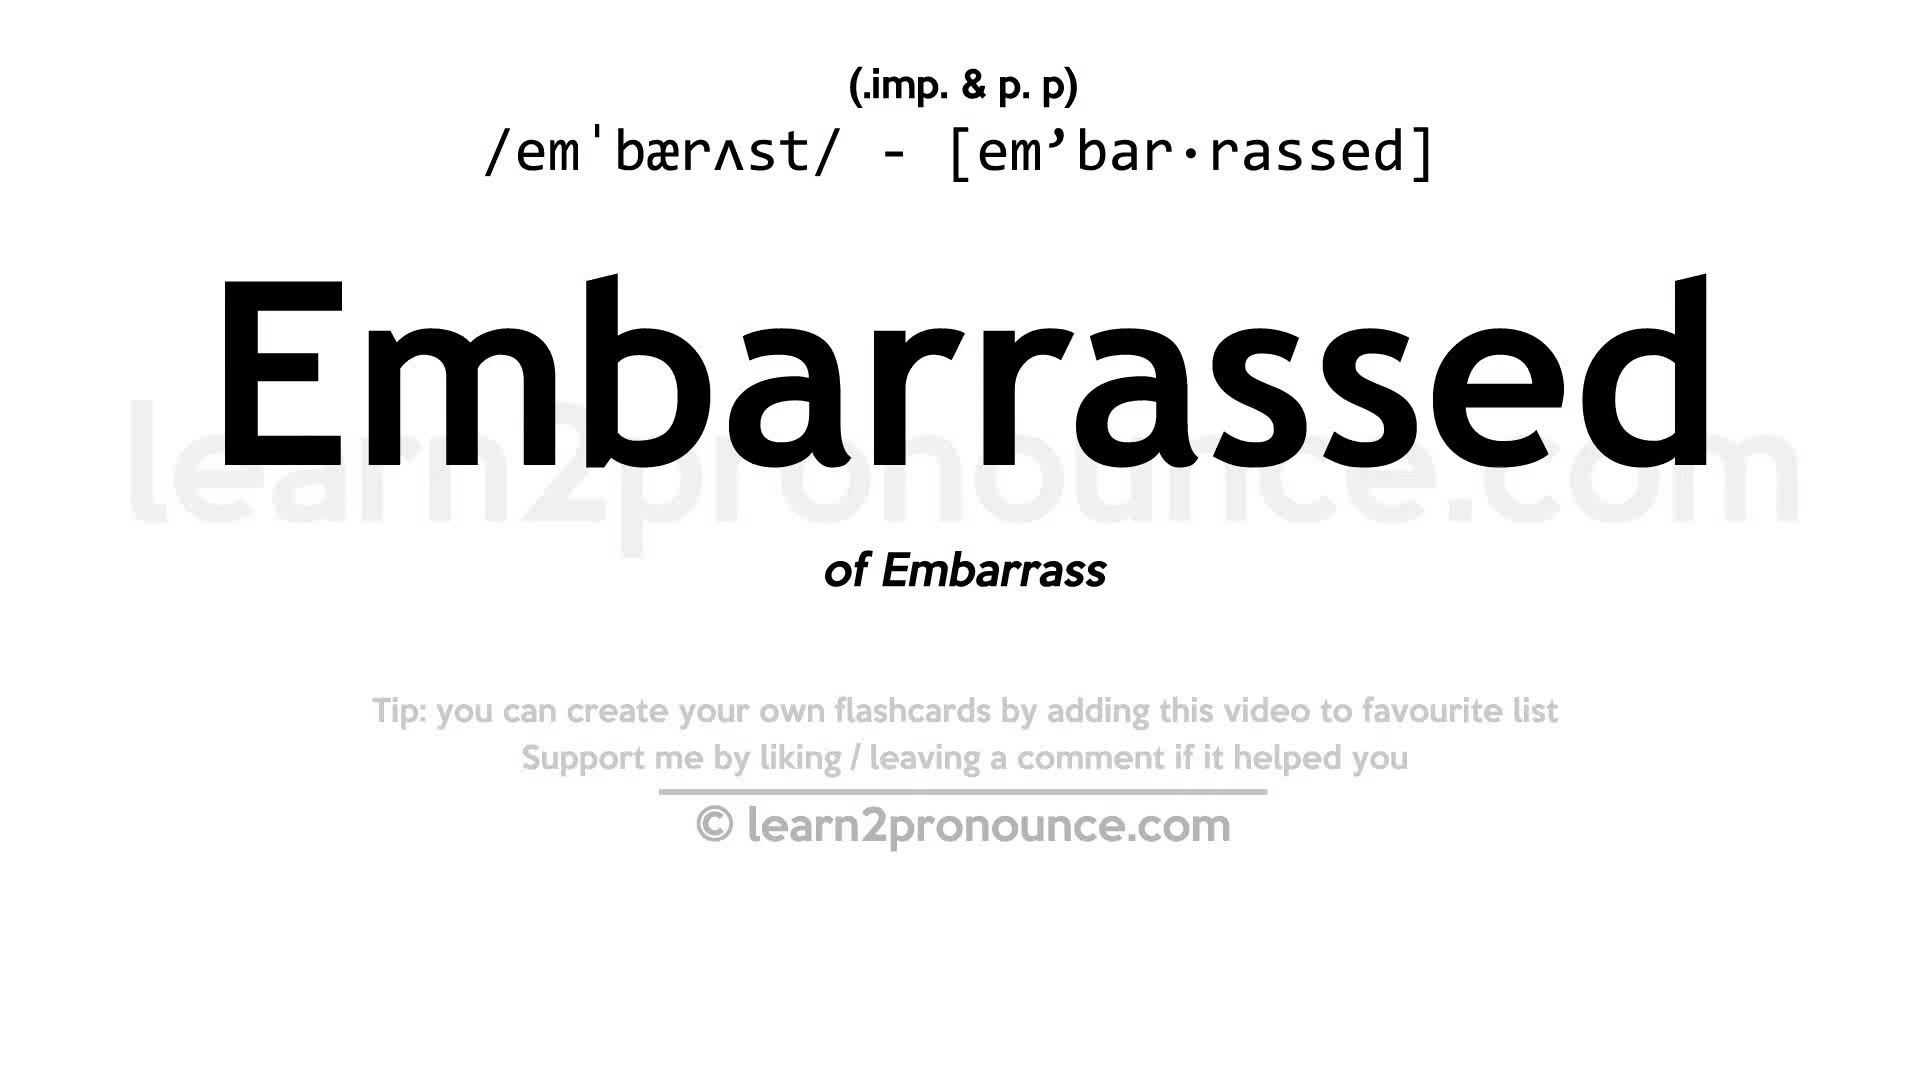 (.imp. & p. p)
/emˈbærʌst/ - [em’bar·rassed]
Embarrassed
learn2pronounce.com
of Embarrass
Tip: you can create your own flashcards by adding this video to favourite list
Support me by liking / leaving a comment if it helped you
© learn2pronounce.com